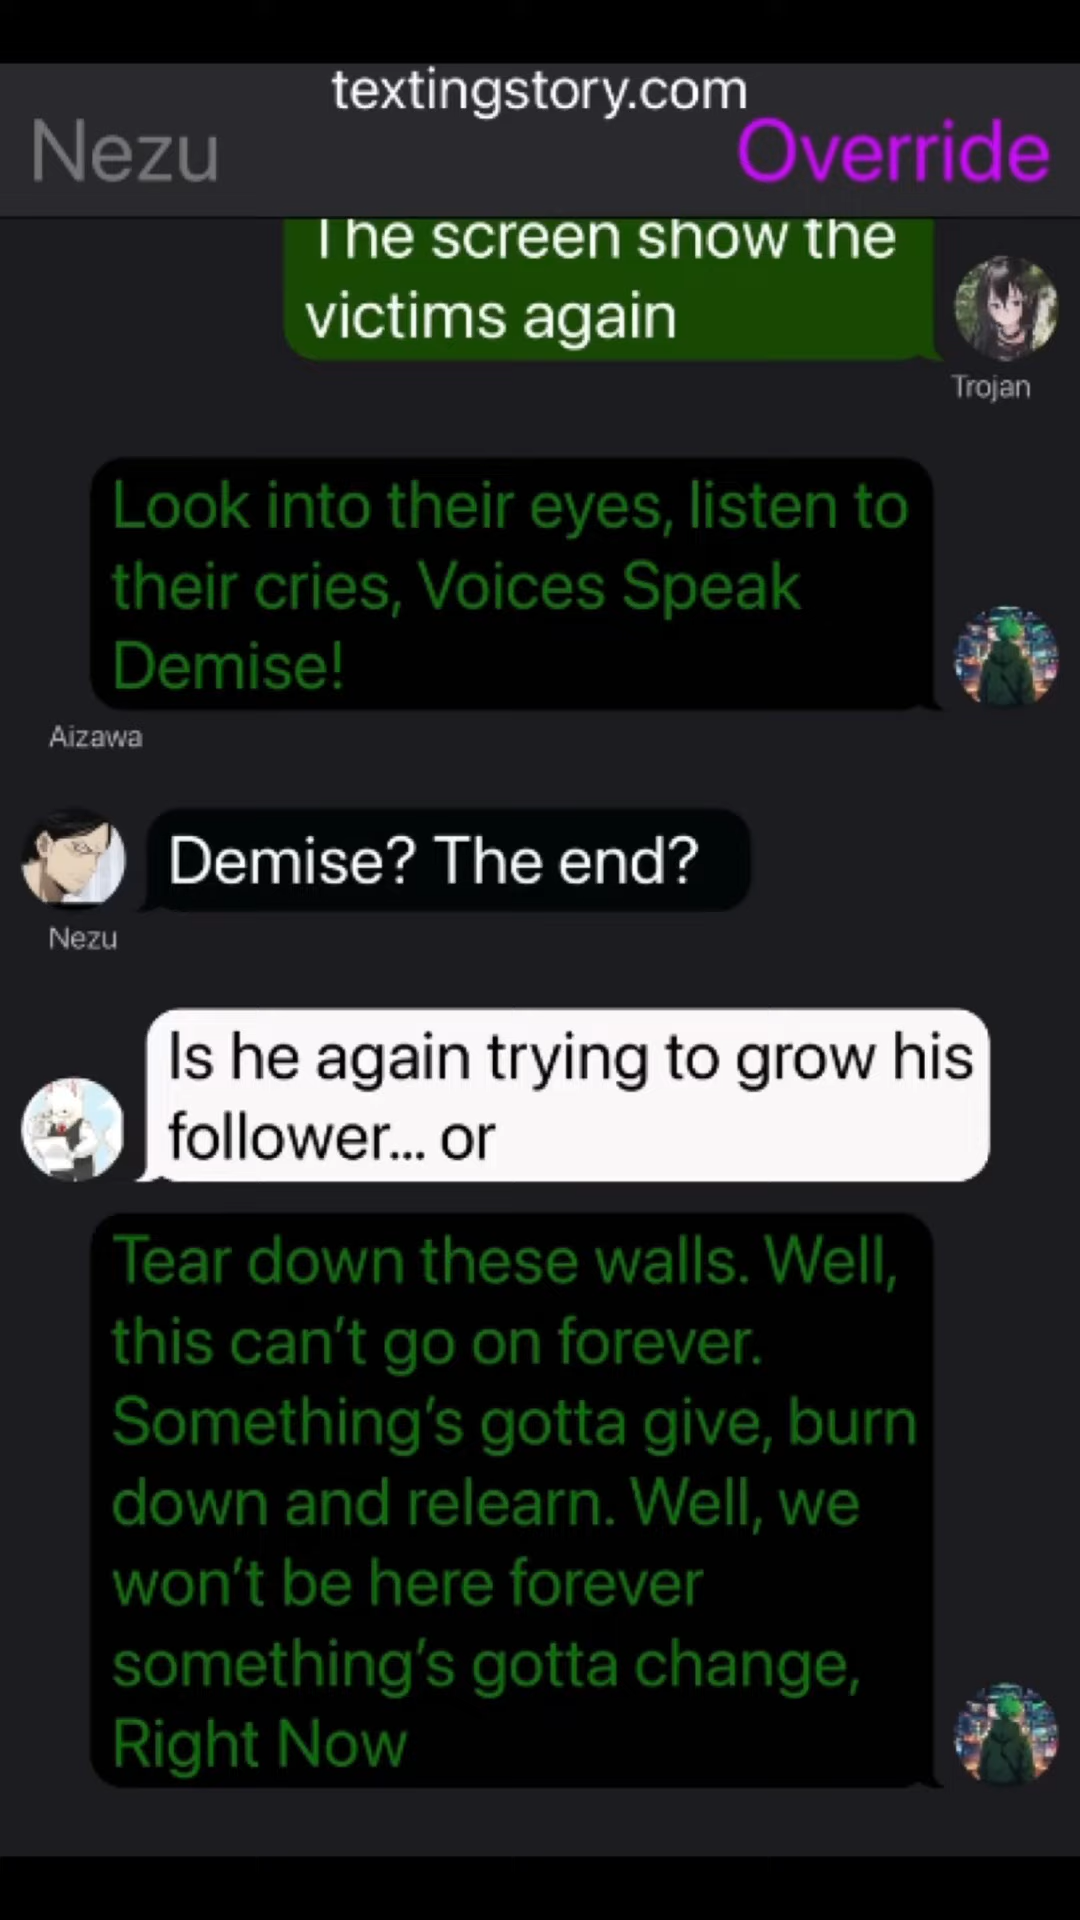 textingstory.com
Nezu
Override
The screen show the
victims again
Trojan
Look into their eyes, listen to
their cries, Voices Speak
Demise!
Aizawa
Demise? The end?
Nezu
Is he again trying to grow his
follower... or
Tear down these walls. Well,
this can’t go on forever.
Something’s gotta give, burn
down and relearn. Well, we
won’t be here forever
something’s gotta change,
Right Now